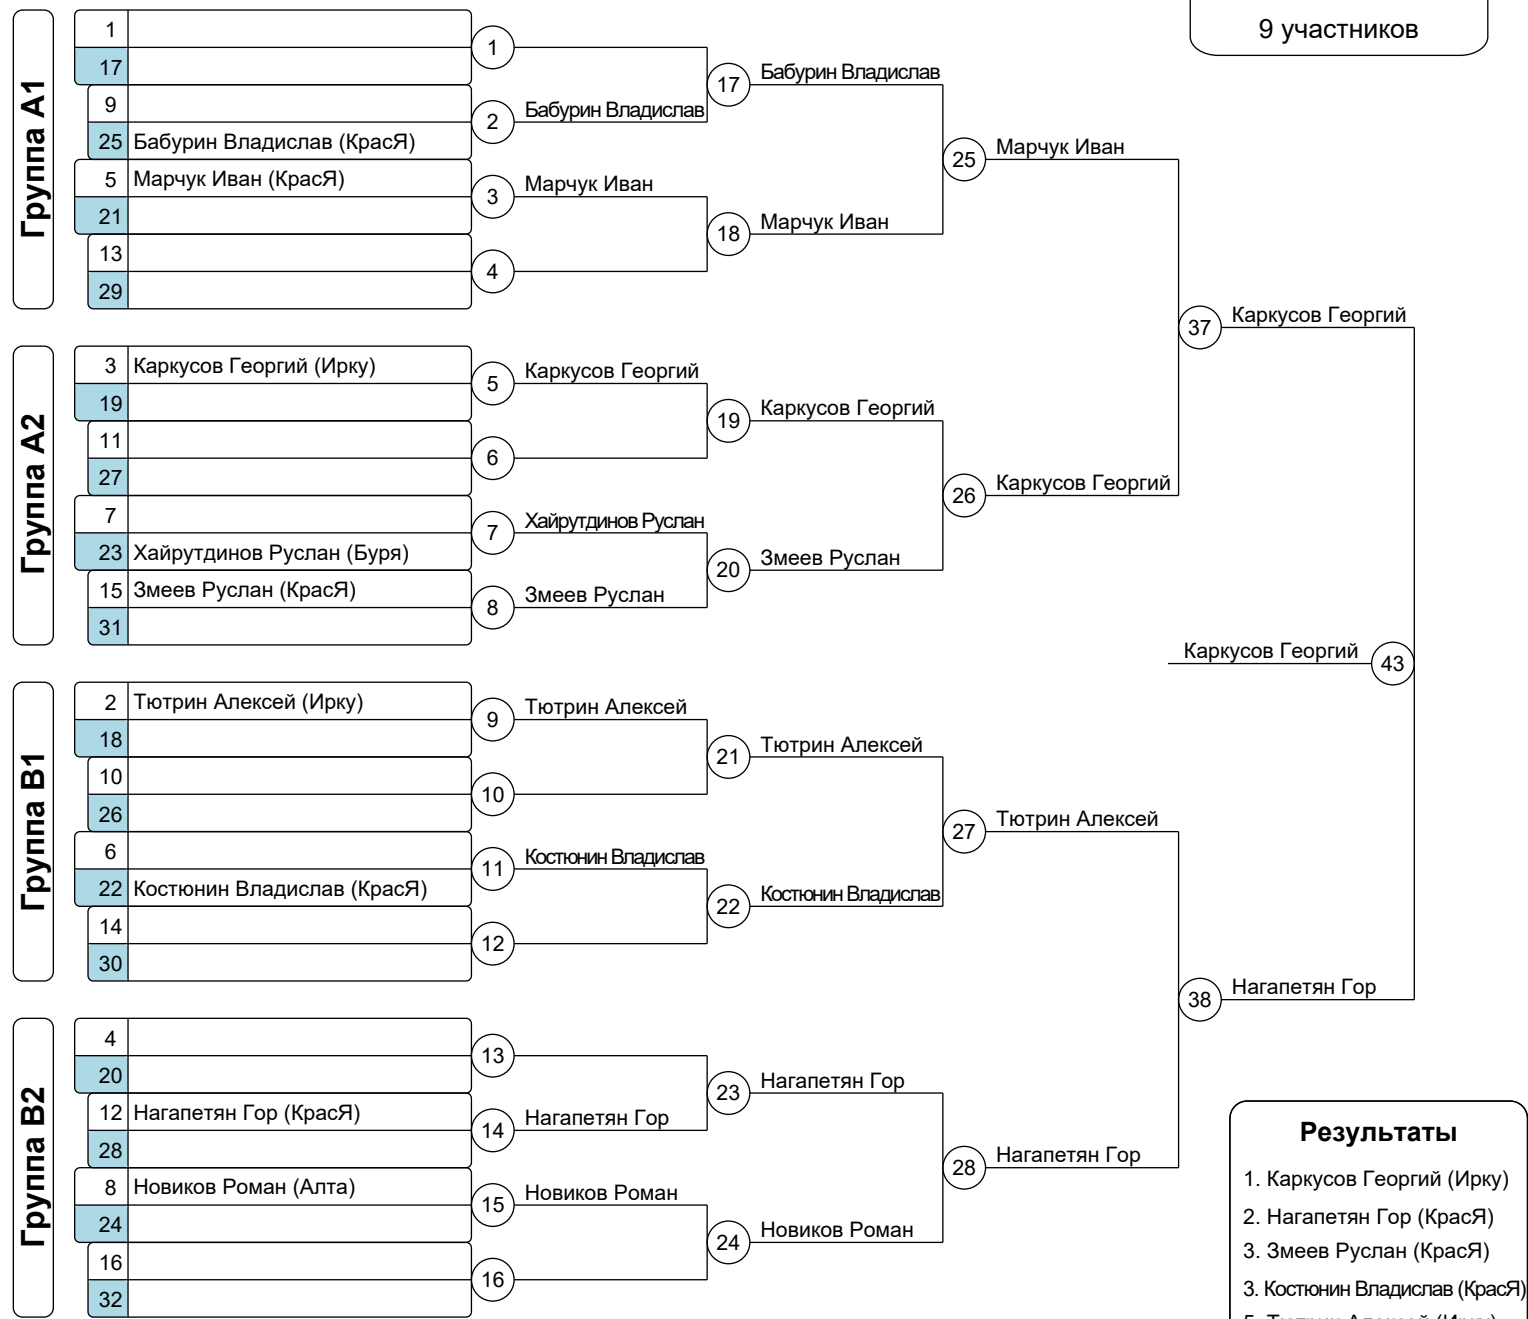 9 участников
Группа A1
1
17
9
25 Бабурин Владислав (КрасЯ)
5 Марчук Иван (КрасЯ)
21
13
29
1
2 Бабурин Владислав
3 Марчук Иван
4
17 Бабурин Владислав
18 Марчук Иван
25 Марчук Иван
Группа A2
3 Каркусов Георгий (Ирку)
19
11
27
7
23 Хайрутдинов Руслан (Буря)
15 Змеев Руслан (КрасЯ)
31
5 Каркусов Георгий
6
7 Хайрутдинов Руслан
8 Змеев Руслан
19 Каркусов Георгий
20 Змеев Руслан
26 Каркусов Георгий
37 Каркусов Георгий
Каркусов Георгий 43
Группа B1
2 Тютрин Алексей (Ирку)
18
10
26
6
22 Костюнин Владислав (КрасЯ)
14
30
9 Тютрин Алексей
10
11 Костюнин Владислав
12
21 Тютрин Алексей
22 Костюнин Владислав
27 Тютрин Алексей
38 Нагапетян Гор
Группа B2
4
20
12 Нагапетян Гор (КрасЯ)
28
8 Новиков Роман (Алта)
24
16
32
13
14 Нагапетян Гор
15 Новиков Роман
16
23 Нагапетян Гор
24 Новиков Роман
28 Нагапетян Гор
Результаты
1. Каркусов Георгий (Ирку)
2. Нагапетян Гор (КрасЯ)
3. Змеев Руслан (КрасЯ)
3. Костюнин Владислав (КрасЯ)
5. Тютрин Алексей (Ирку)